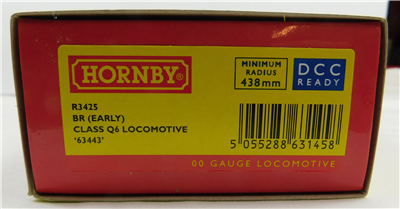 HORNBY®
MINIMUM
RADIUS
438mm
DCC
READY
R3425
BR (EARLY)
CLASS Q6 LOCOMOTIVE
'63443'
5 055288 631458
00 GAUGE LOCOMOTIVE